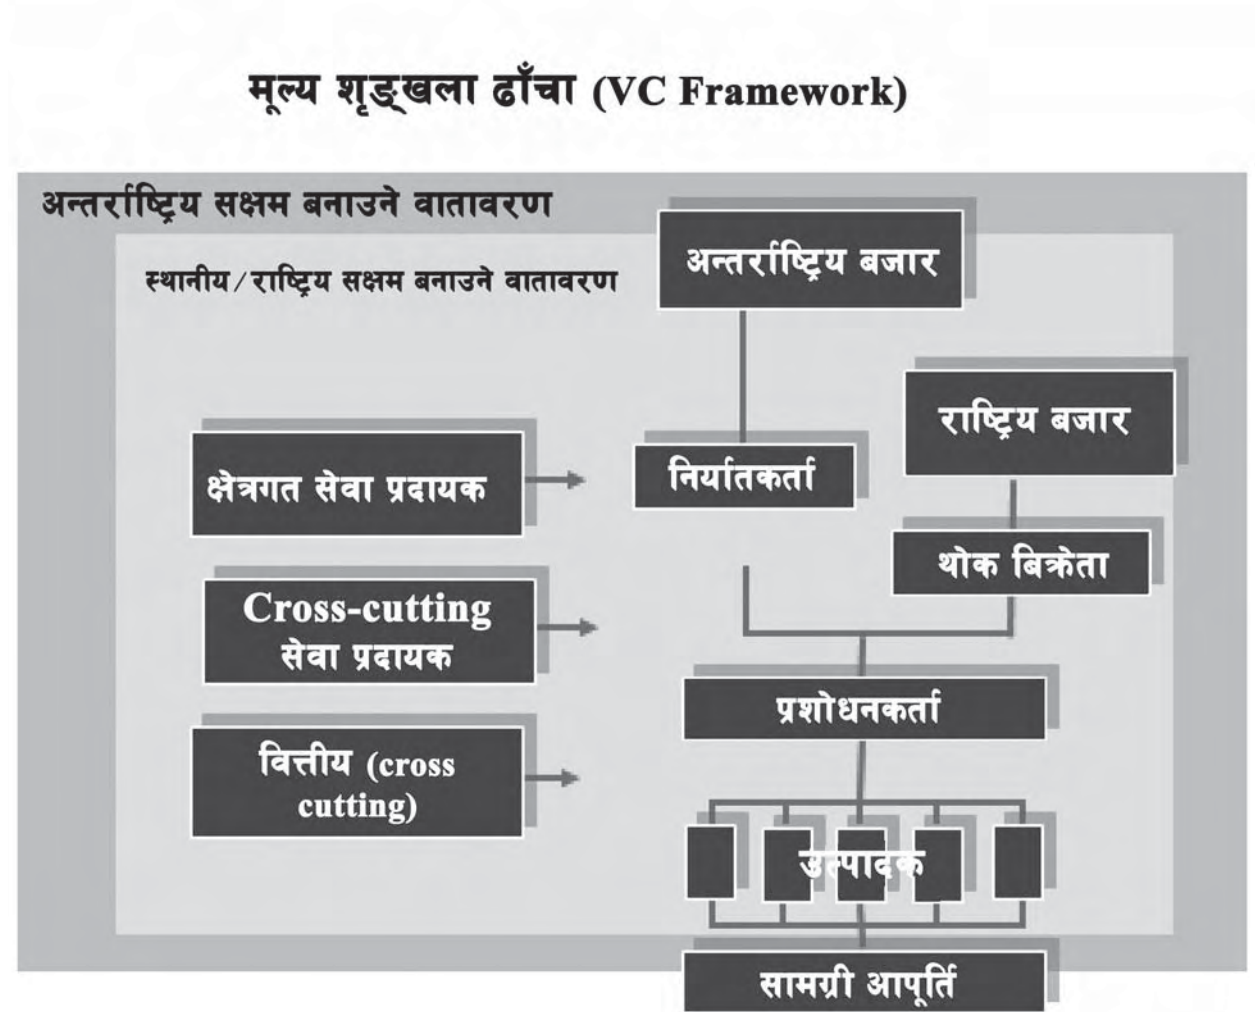 मूल्य शृङ्खला ढाँचा (VC Framework)
अन्तर्राष्ट्रिय सक्षम बनाउने वातावरण
स्थानीय/राष्ट्रिय सक्षम बनाउने वातावरण
अन्तर्राष्ट्रिय बजार
राष्ट्रिय बजार
क्षेत्रगत सेवा प्रदायक
निर्यातकर्ता
थोक बिक्रेता
Cross-cutting
सेवा प्रदायक
प्रशोधनकर्ता
वित्तीय (cross
cutting)
उत्पादक
सामग्री आपूर्ति